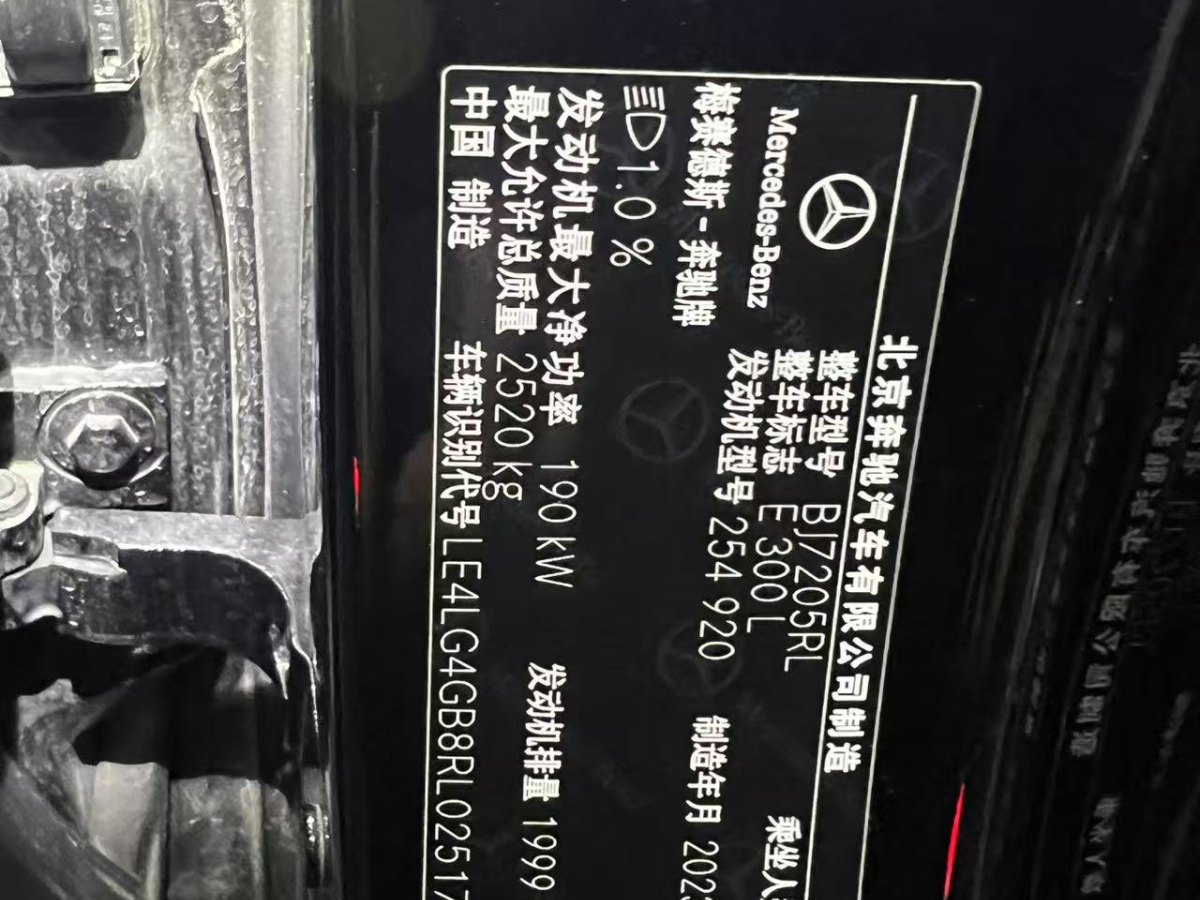 北京奔驰汽车有限公司制造
Mercedes-Benz
梅赛德斯-奔驰牌
整车型号 BJ7205RL
乘坐人
整车标志 E 300 L
发动机型号 254 920
制造年月 202
1.0 %
发动机最大净功率 190 kW
发动机排量 1999
最大允许总质量 2520 kg
中国 制造
车辆识别代号 LE4LG4GB8RL02517